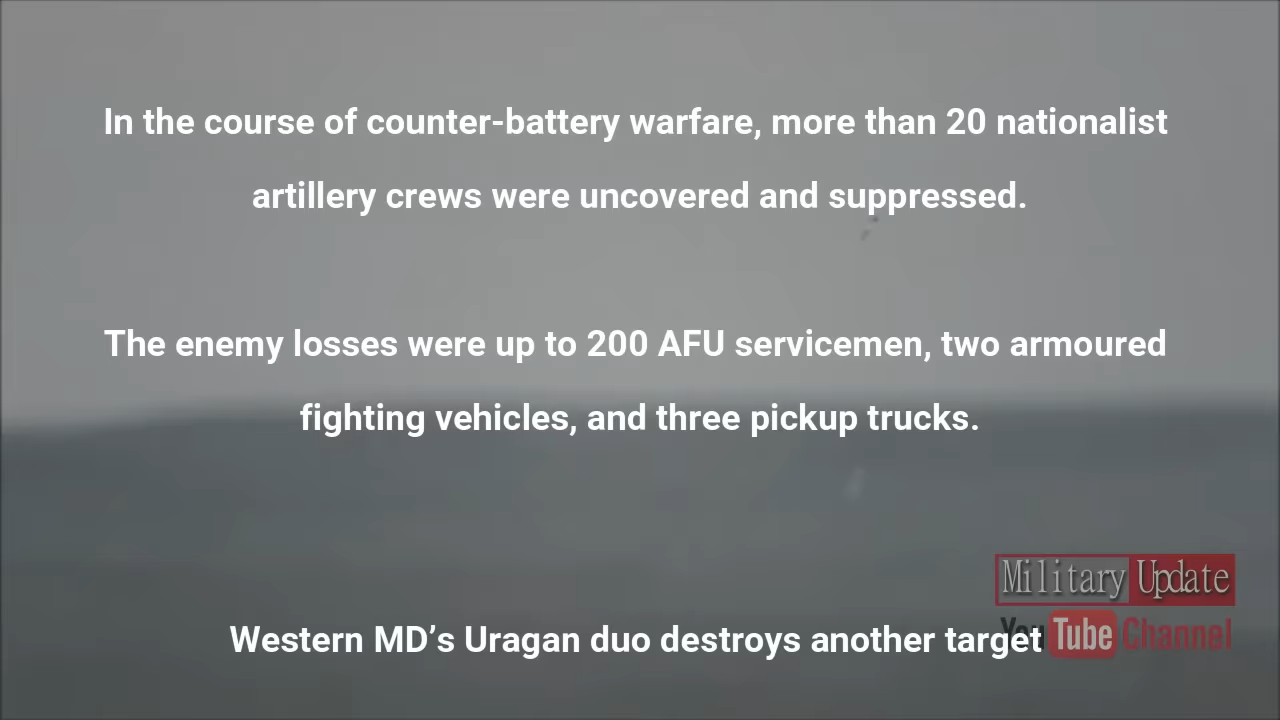 In the course of counter-battery warfare, more than 20 nationalist
artillery crews were uncovered and suppressed.
The enemy losses were up to 200 AFU servicemen, two armoured
fighting vehicles, and three pickup trucks.
Military Update
Western MD’s Uragan duo destroys another target
YouTube Channel